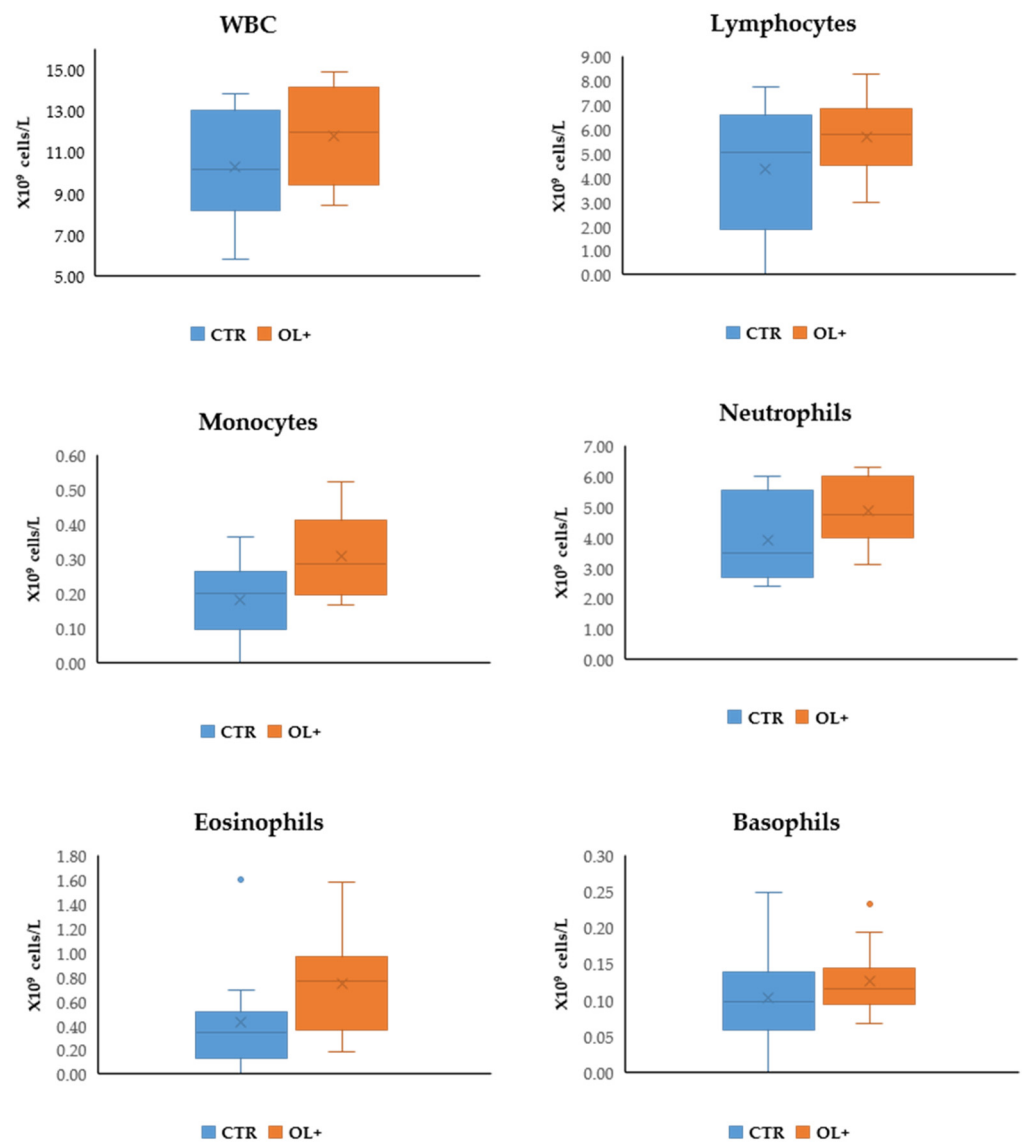 WBC
X10⁹ cells/L
15.00
13.00
11.00
9.00
7.00
5.00
CTR OL+
Lymphocytes
X10⁹ cells/L
9.00
8.00
7.00
6.00
5.00
4.00
3.00
2.00
1.00
0.00
CTR OL+
Monocytes
X10⁹ cells/L
0.60
0.50
0.40
0.30
0.20
0.10
0.00
CTR OL+
Neutrophils
X10⁹ cells/L
7.00
6.00
5.00
4.00
3.00
2.00
1.00
0.00
CTR OL+
Eosinophils
X10⁹ cells/L
1.80
1.60
1.40
1.20
1.00
0.80
0.60
0.40
0.20
0.00
CTR OL+
Basophils
X10⁹ cells/L
0.30
0.25
0.20
0.15
0.10
0.05
0.00
CTR OL+